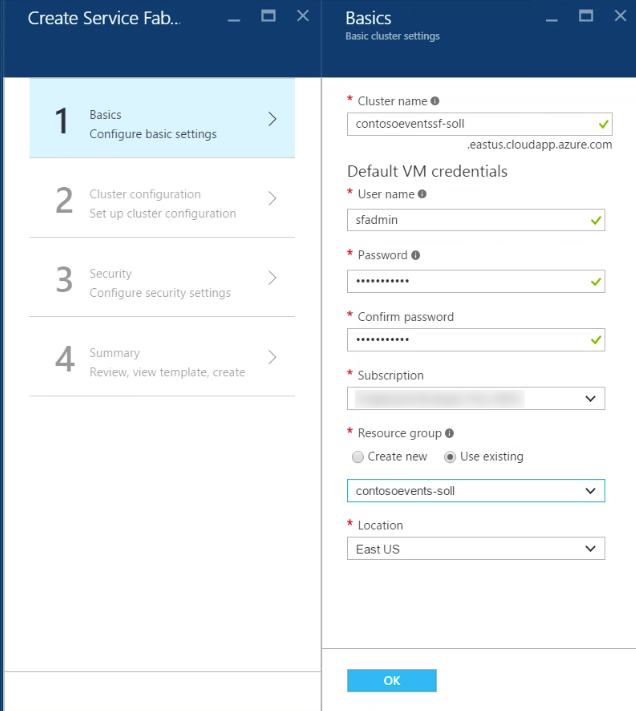 Create Service Fab...
1
Basics
Configure basic settings
2
Cluster configuration
Set up cluster configuration
3
Security
Configure security settings
4
Summary
Review, view template, create
Basics
Basic cluster settings
* Cluster name
contosoeventssf-soll
.eastus.cloudapp.azure.com
Default VM credentials
* User name
sfadmin
* Password
•••••••••••
* Confirm password
•••••••••••
* Subscription
* Resource group
Create new Use existing
contosoevents-soll
* Location
East US
OK